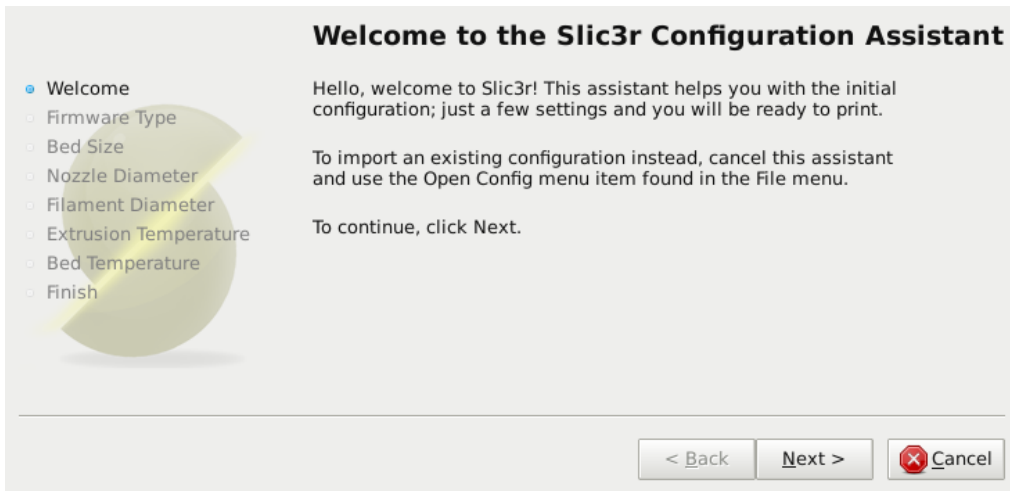 Welcome to the Slic3r Configuration Assistant
Welcome
Firmware Type
Bed Size
Nozzle Diameter
Filament Diameter
Extrusion Temperature
Bed Temperature
Finish
Hello, welcome to Slic3r! This assistant helps you with the initial
configuration; just a few settings and you will be ready to print.
To import an existing configuration instead, cancel this assistant
and use the Open Config menu item found in the File menu.
To continue, click Next.
< Back
Next >
Cancel